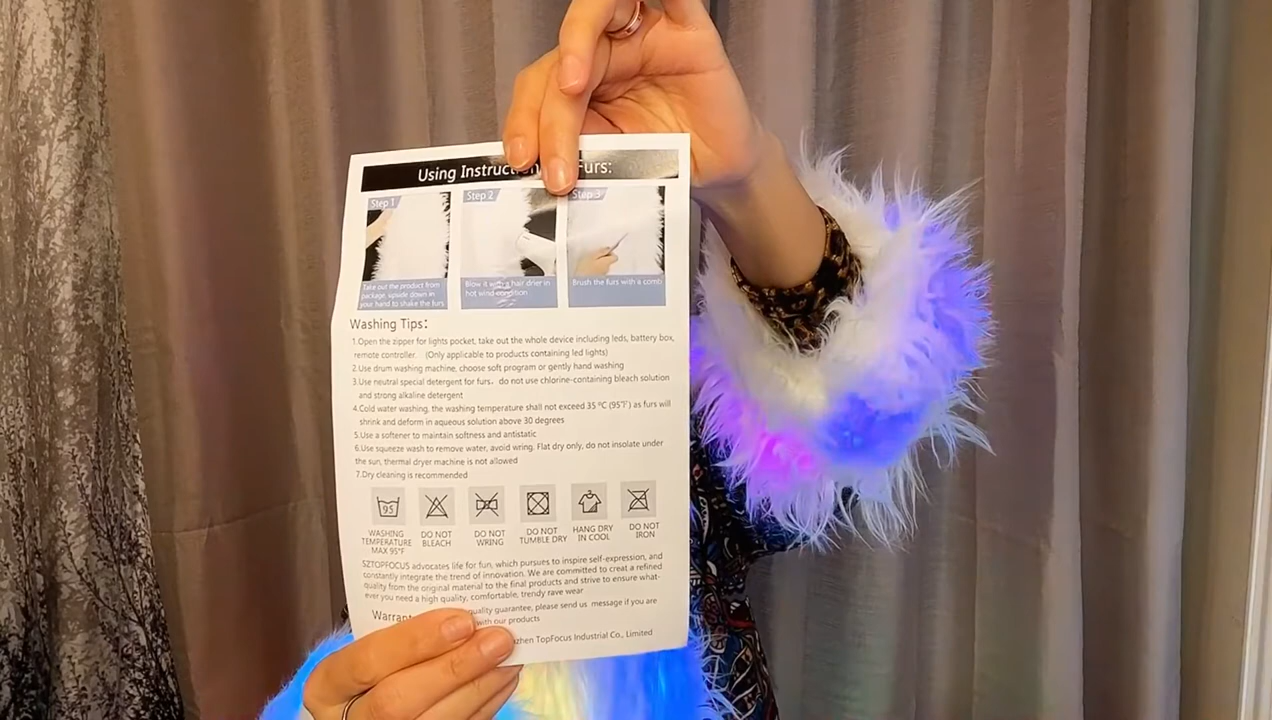 Using Instruc Furs:
Step 1
Take out the product from
package, upside down in
your hand to shake the furs
Step 2
Blow it with a hair drier in
hot wind condition
Step 3
Brush the furs with a comb
Washing Tips:
1.Open the zipper for lights pocket, take out the whole device including leds, battery box,
remote controller. (Only applicable to products containing led lights)
2.Use drum washing machine, choose soft program or gently hand washing
3.Use neutral special detergent for furs, do not use chlorine-containing bleach solution
and strong alkaline detergent
4.Cold water washing, the washing temperature shall not exceed 35 ℃ (95℉) as furs will
shrink and deform in aqueous solution above 30 degrees
5.Use a softener to maintain softness and antistatic
6.Use squeeze wash to remove water, avoid wring. Flat dry only, do not insolate under
the sun, thermal dryer machine is not allowed
7.Dry cleaning is recommended
95
WASHING
TEMPERATURE
MAX 95°F
DO NOT
BLEACH
DO NOT
WRING
DO NOT
TUMBLE DRY
HANG DRY
IN COOL
DO NOT
IRON
SZTOPFOCUS advocates life for fun, which pursues to inspire self-expression, and
constantly integrate the trend of innovation. We are committed to creat a refined
quality from the original material to the final products and strive to ensure what-
ever you need a high quality, comfortable, trendy rave wear
Warrant quality guarantee, please send us message if you are
with our products
zhen TopFocus Industrial Co., Limited